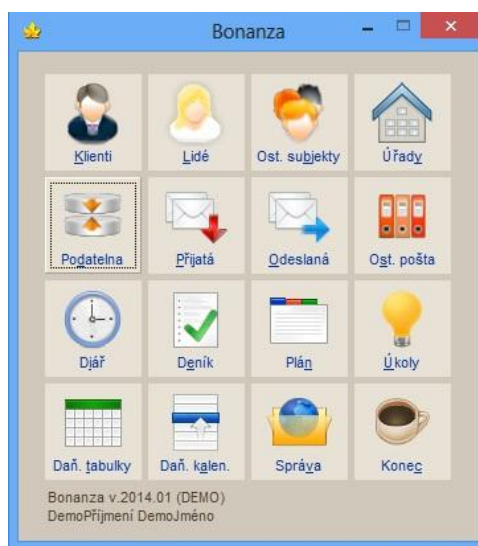 Bonanza
Klienti
Lidé
Ost. subjekty
Úřady
Podatelna
Přijatá
Odeslaná
Ost. pošta
Diář
Deník
Plán
Úkoly
Daň. tabulky
Daň. kalen.
Správa
Konec
Bonanza v.2014.01 (DEMO)
DemoPříjmení DemoJméno